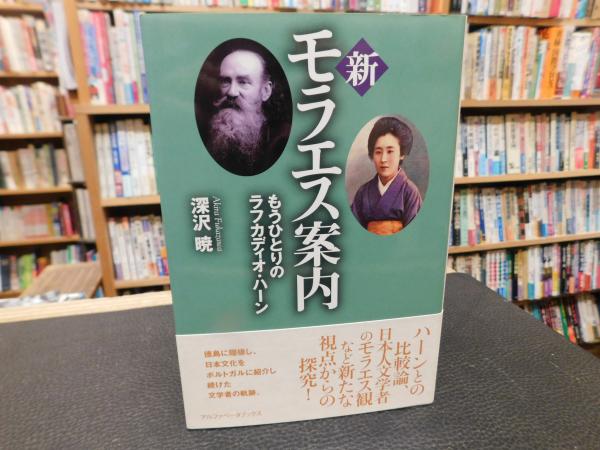 新
モラエス案内
もうひとりの
ラフカディオ・ハーン
Akira Fukazawa
深沢 暁
ハーンとの
比較論、
日本人文学者
のモラエス観
など新たな
視点からの
探究!
徳島に隠棲し、
日本文化を
ポルトガルに紹介し
続けた
文学者の軌跡。
アルファベータブックス